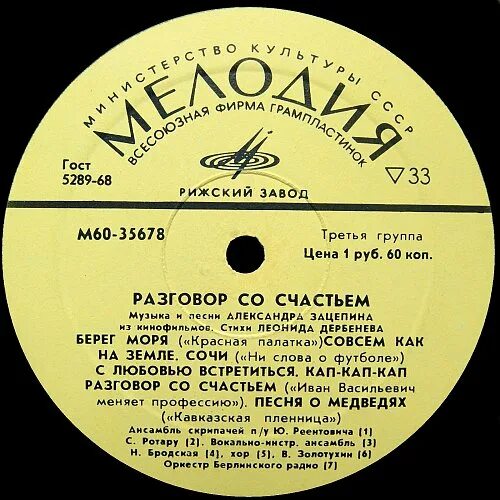 МИНИСТЕРСТВО КУЛЬТУРЫ СССР
МЕЛОДИЯ
ВСЕСОЮЗНАЯ ФИРМА ГРАМПЛАСТИНОК
Гост
5289-68
▽33
РИЖСКИЙ ЗАВОД
М60-35678
Третья группа
Цена 1 руб. 60 коп.
РАЗГОВОР СО СЧАСТЬЕМ
Музыка и песни АЛЕКСАНДРА ЗАЦЕПИНА
из кинофильмов. Стихи ЛЕОНИДА ДЕРБЕНЕВА
БЕРЕГ МОРЯ («Красная палатка»)СОВСЕМ КАК
НА ЗЕМЛЕ, СОЧИ («Ни слова о футболе»)
С ЛЮБОВЬЮ ВСТРЕТИТЬСЯ, КАП-КАП-КАП
РАЗГОВОР СО СЧАСТЬЕМ («Иван Васильевич
меняет профессию»), ПЕСНЯ О МЕДВЕДЯХ
(«Кавказская пленница»)
Ансамбль скрипачей п/у Ю. Реентовича (1)
С. Ротару (2). Вокально-инстр. ансамбль (3)
Н. Бродская (4), хор (5), В. Золотухин (6)
Оркестр Берлинского радио (7)